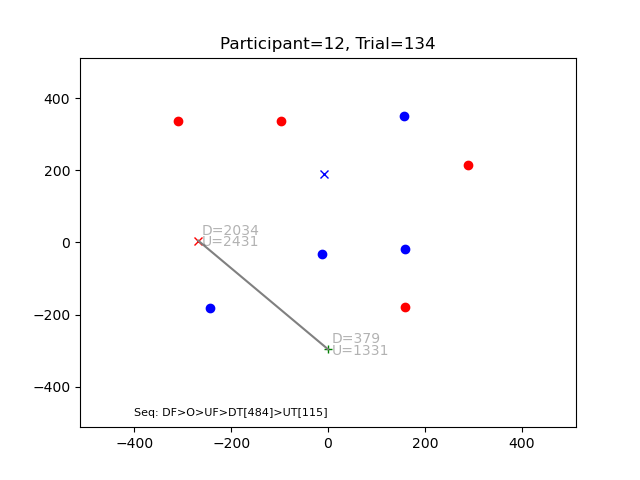 Participant=12, Trial=134
400
200
0
−200
−400
D=2034
U=2431
D=379
U=1331
Seq: DF>O>UF>DT[484]>UT[115]
−400 −200 0 200 400